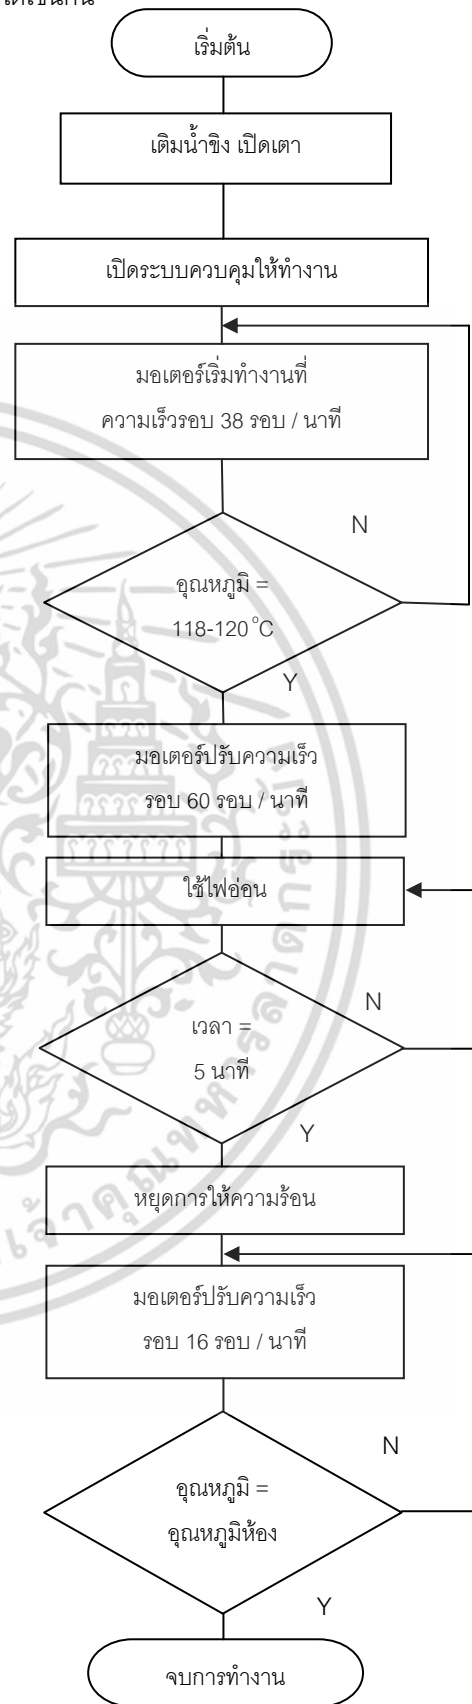 เริ่มต้น
เติมน้ำขิง เปิดเตา
เปิดระบบควบคุมให้ทำงาน
มอเตอร์เริ่มทำงานที่
ความเร็วรอบ 38 รอบ / นาที
N
อุณหภูมิ =
118-120 °C
Y
มอเตอร์ปรับความเร็ว
รอบ 60 รอบ / นาที
ใช้ไฟอ่อน
N
เวลา =
5 นาที
Y
หยุดการให้ความร้อน
มอเตอร์ปรับความเร็ว
รอบ 16 รอบ / นาที
N
อุณหภูมิ =
อุณหภูมิห้อง
Y
จบการทำงาน